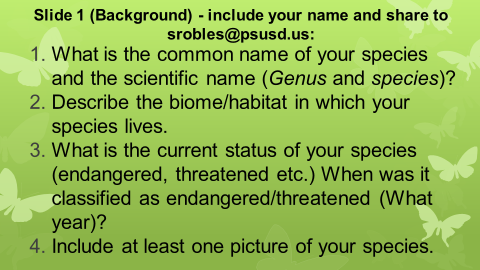 Slide 1 (Background) - include your name and share to
srobles@psusd.us:
1. What is the common name of your species
and the scientific name (Genus and species)?
2. Describe the biome/habitat in which your
species lives.
3. What is the current status of your species
(endangered, threatened etc.) When was it
classified as endangered/threatened (What
year)?
4. Include at least one picture of your species.